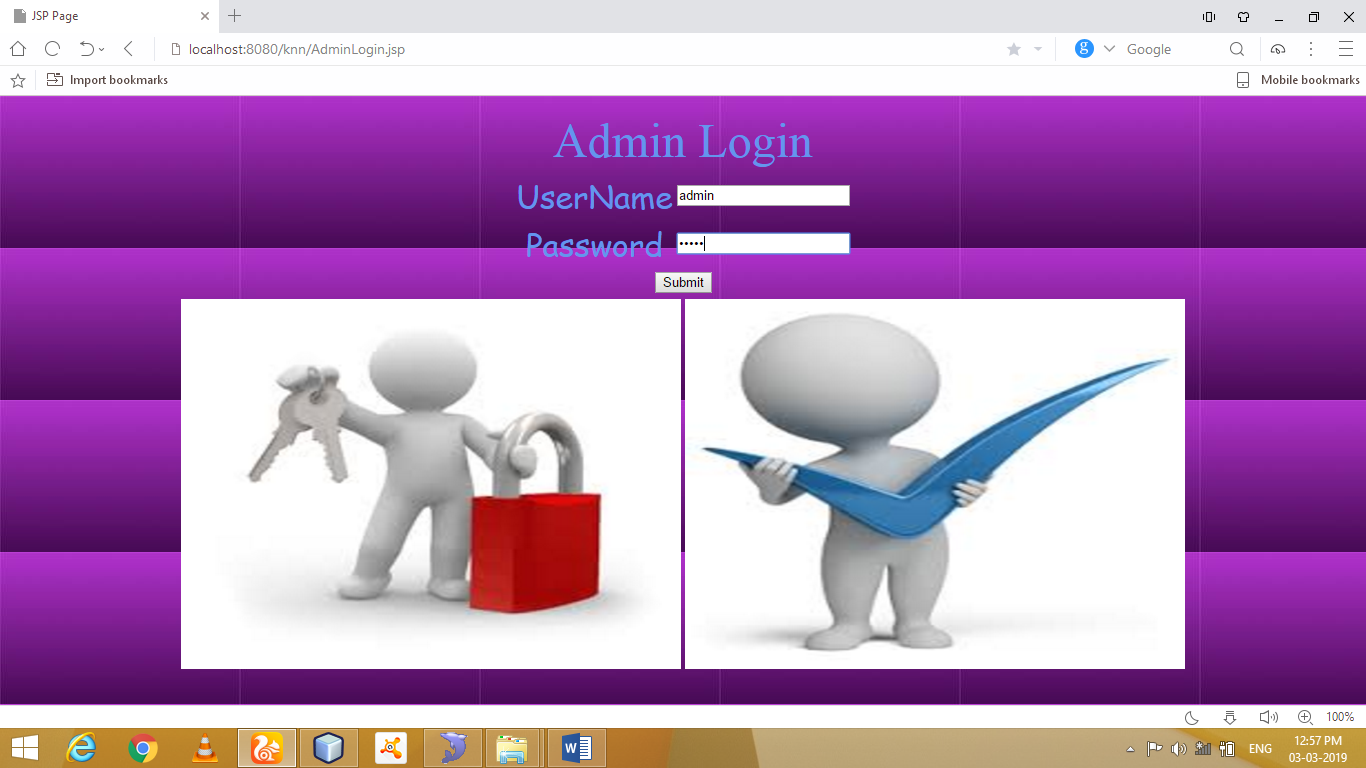 JSP Page
localhost:8080/knn/AdminLogin.jsp
Google
Import bookmarks
Mobile bookmarks
Admin Login
UserName admin
Password •••••
Submit
100%
ENG
12:57 PM
03-03-2019